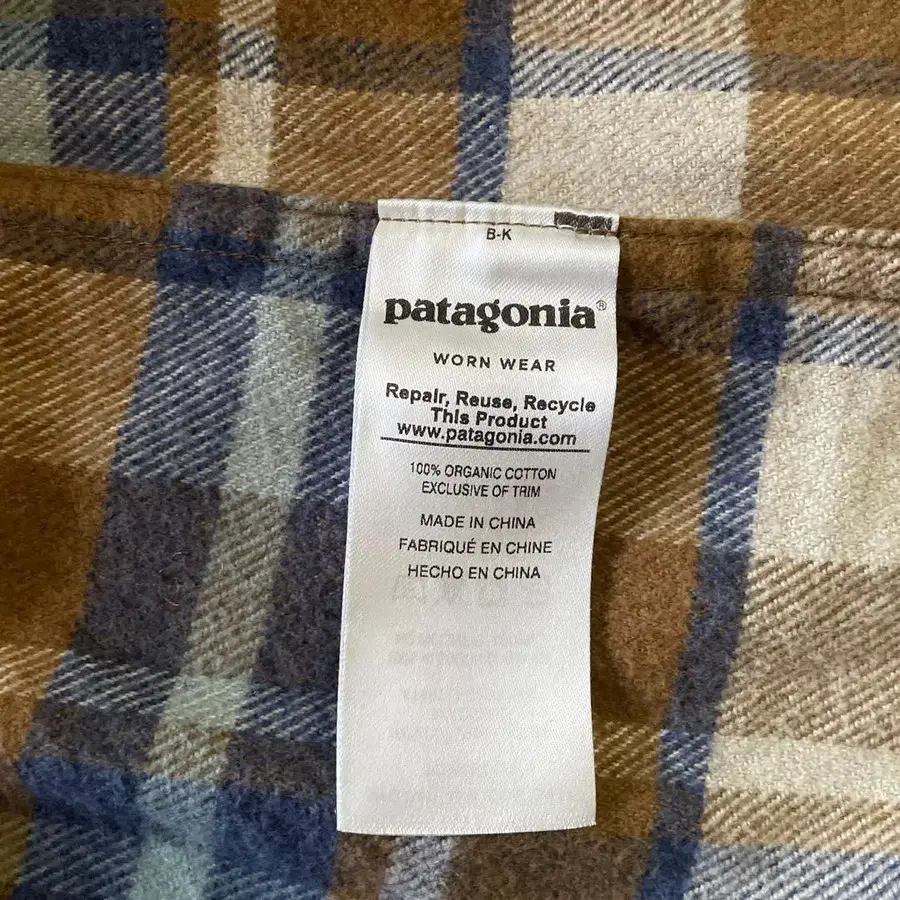 B-K
patagonia®
WORN WEAR
Repair, Reuse, Recycle
This Product
www.patagonia.com
100% ORGANIC COTTON
EXCLUSIVE OF TRIM
MADE IN CHINA
FABRIQUÉ EN CHINE
HECHO EN CHINA